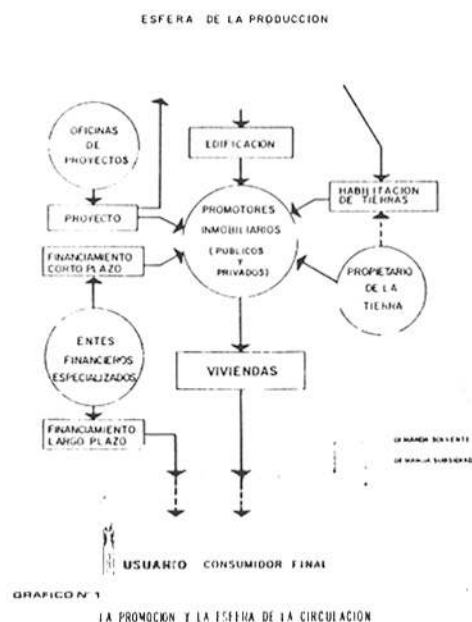 ESFERA DE LA PRODUCCION
OFICINAS
DE
PROYECTOS
EDIFICACIÓN
PROYECTO
PROMOTORES
INMOBILIARIOS
(PUBLICOS
Y
PRIVADOS)
HABILITACION
DE TIERRAS
FINANCIAMIENTO
CORTO PLAZO
PROPIETARIO
DE LA
TIERRA
ENTES
FINANCIEROS
ESPECIALIZADOS
VIVIENDAS
FINANCIAMIENTO
LARGO PLAZO
DEMANDA SOLVENTE
DEMANDA SUBSIDIADA
USUARIO CONSUMIDOR FINAL
GRAFICO N° 1
LA PROMOCION Y LA ESFERA DE LA CIRCULACION